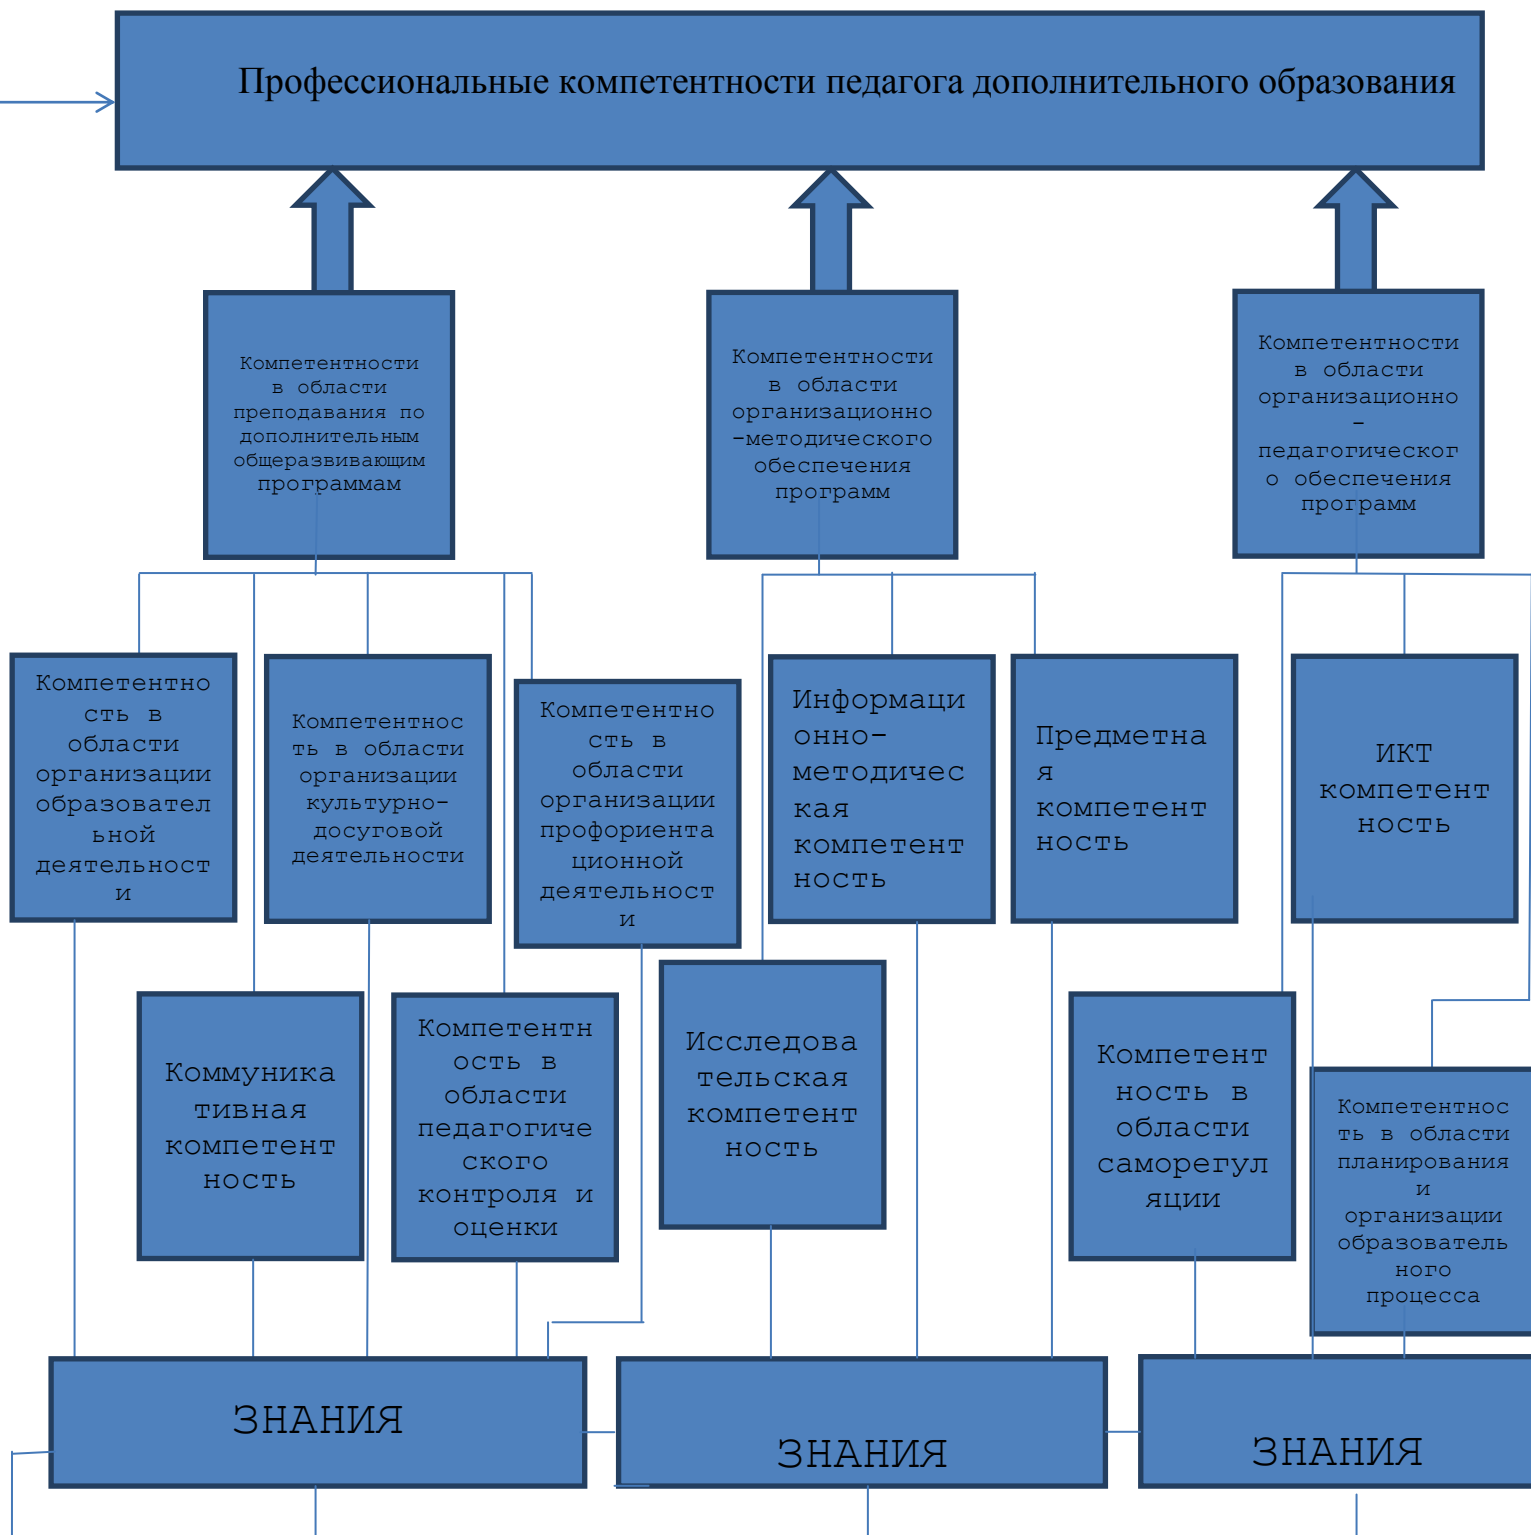 Профессиональные компетентности педагога дополнительного образования
Компетентности
в области
преподавания по
дополнительным
общеразвивающим
программам
Компетентности
в области
организационно
-методического
обеспечения
программ
Компетентности
в области
организационно
-
педагогическог
о обеспечения
программ
Компетентно
сть в
области
организации
образовател
ьной
деятельност
и
Компетентнос
ть в области
организации
культурно-
досуговой
деятельности
Компетентно
сть в
области
организации
профориента
ционной
деятельност
и
Информаци
онно-
методичес
кая
компетент
ность
Предметна
я
компетент
ность
ИКТ
компетент
ность
Коммуника
тивная
компетент
ность
Компетентн
ость в
области
педагогиче
ского
контроля и
оценки
Исследова
тельская
компетент
ность
Компетент
ность в
области
саморегул
яции
Компетентнос
ть в области
планирования
и
организации
образователь
ного
процесса
ЗНАНИЯ
ЗНАНИЯ
ЗНАНИЯ